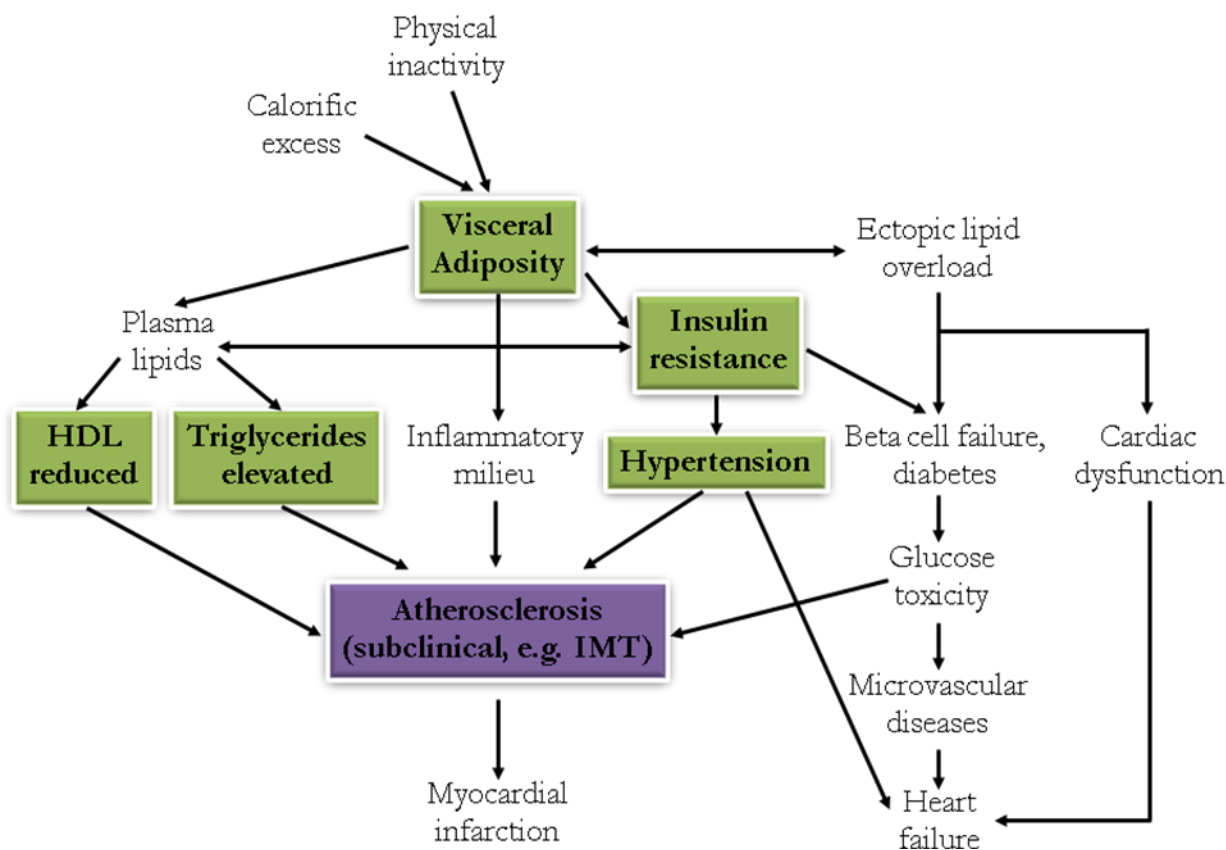 Physical
inactivity
Calorific
excess
Visceral
Adiposity
Ectopic lipid
overload
Plasma
lipids
Insulin
resistance
HDL
reduced
Triglycerides
elevated
Inflammatory
milieu
Hypertension
Beta cell failure,
diabetes
Cardiac
dysfunction
Glucose
toxicity
Atherosclerosis
(subclinical, e.g. IMT)
Microvascular
diseases
Myocardial
infarction
Heart
failure